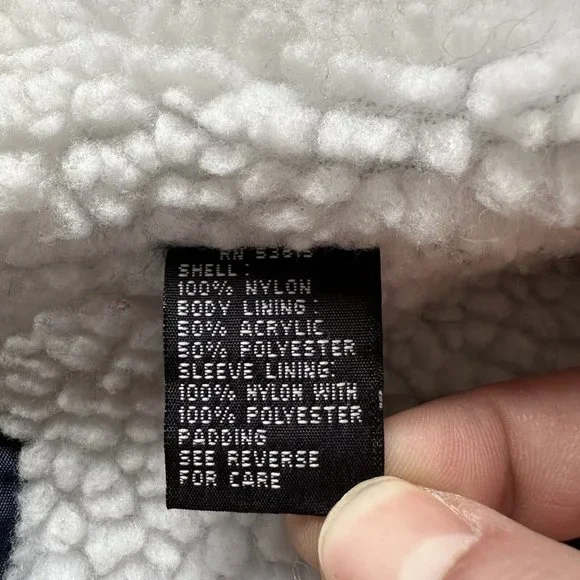 RN 53615
SHELL:
100% NYLON
BODY LINING:
50% ACRYLIC
50% POLYESTER
SLEEVE LINING:
100% NYLON WITH
100% POLYESTER
PADDING
SEE REVERSE
FOR CARE